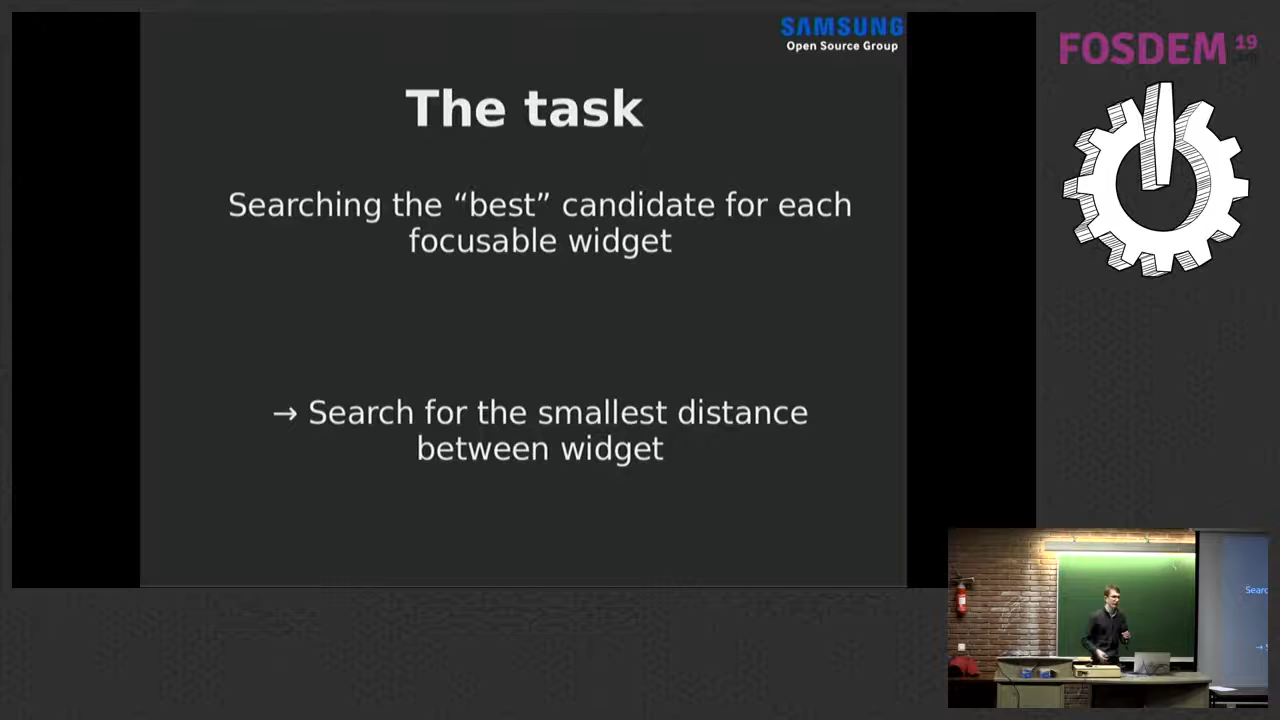 SAMSUNG
Open Source Group
FOSDEM 19
The task
Searching the “best” candidate for each
focusable widget
→ Search for the smallest distance
between widget
Searc